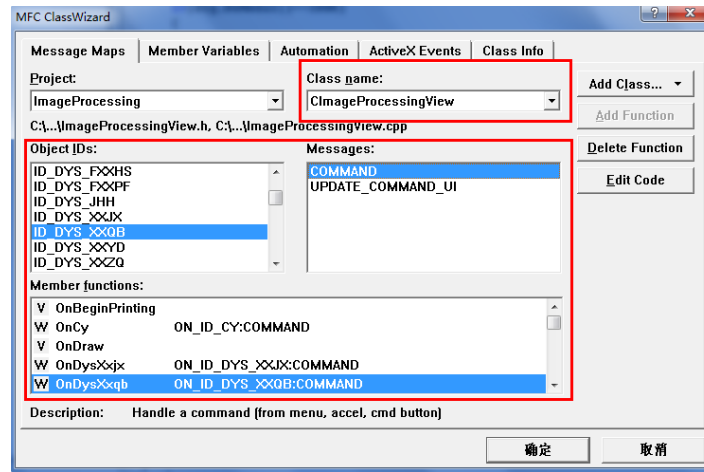 MFC ClassWizard
Message Maps Member Variables Automation ActiveX Events Class Info
Project: Class name:
ImageProcessing CImageProcessingView
Add Class...
C:\...\ImageProcessingView.h, C:\...\ImageProcessingView.cpp
Add Function
Object IDs: Messages:
Delete Function
ID_DYS_FXXHS COMMAND
ID_DYS_FXXPF UPDATE_COMMAND_UI
Edit Code
ID_DYS_JHH
ID_DYS_XXJX
ID_DYS_XXQB
ID_DYS_XXYD
ID_DYS_XXZQ
Member functions:
V OnBeginPrinting
W OnCy ON_ID_CY:COMMAND
V OnDraw
W OnDysXxjx ON_ID_DYS_XXJX:COMMAND
W OnDysXxqb ON_ID_DYS_XXQB:COMMAND
Description: Handle a command (from menu, accel, cmd button)
确定 取消